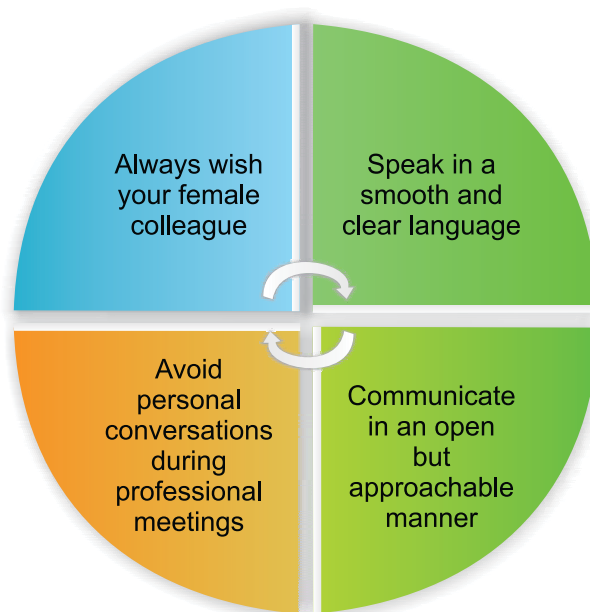 Always wish
your female
colleague
Speak in a
smooth and
clear language
Avoid
personal
conversations
during
professional
meetings
Communicate
in an open
but
approachable
manner